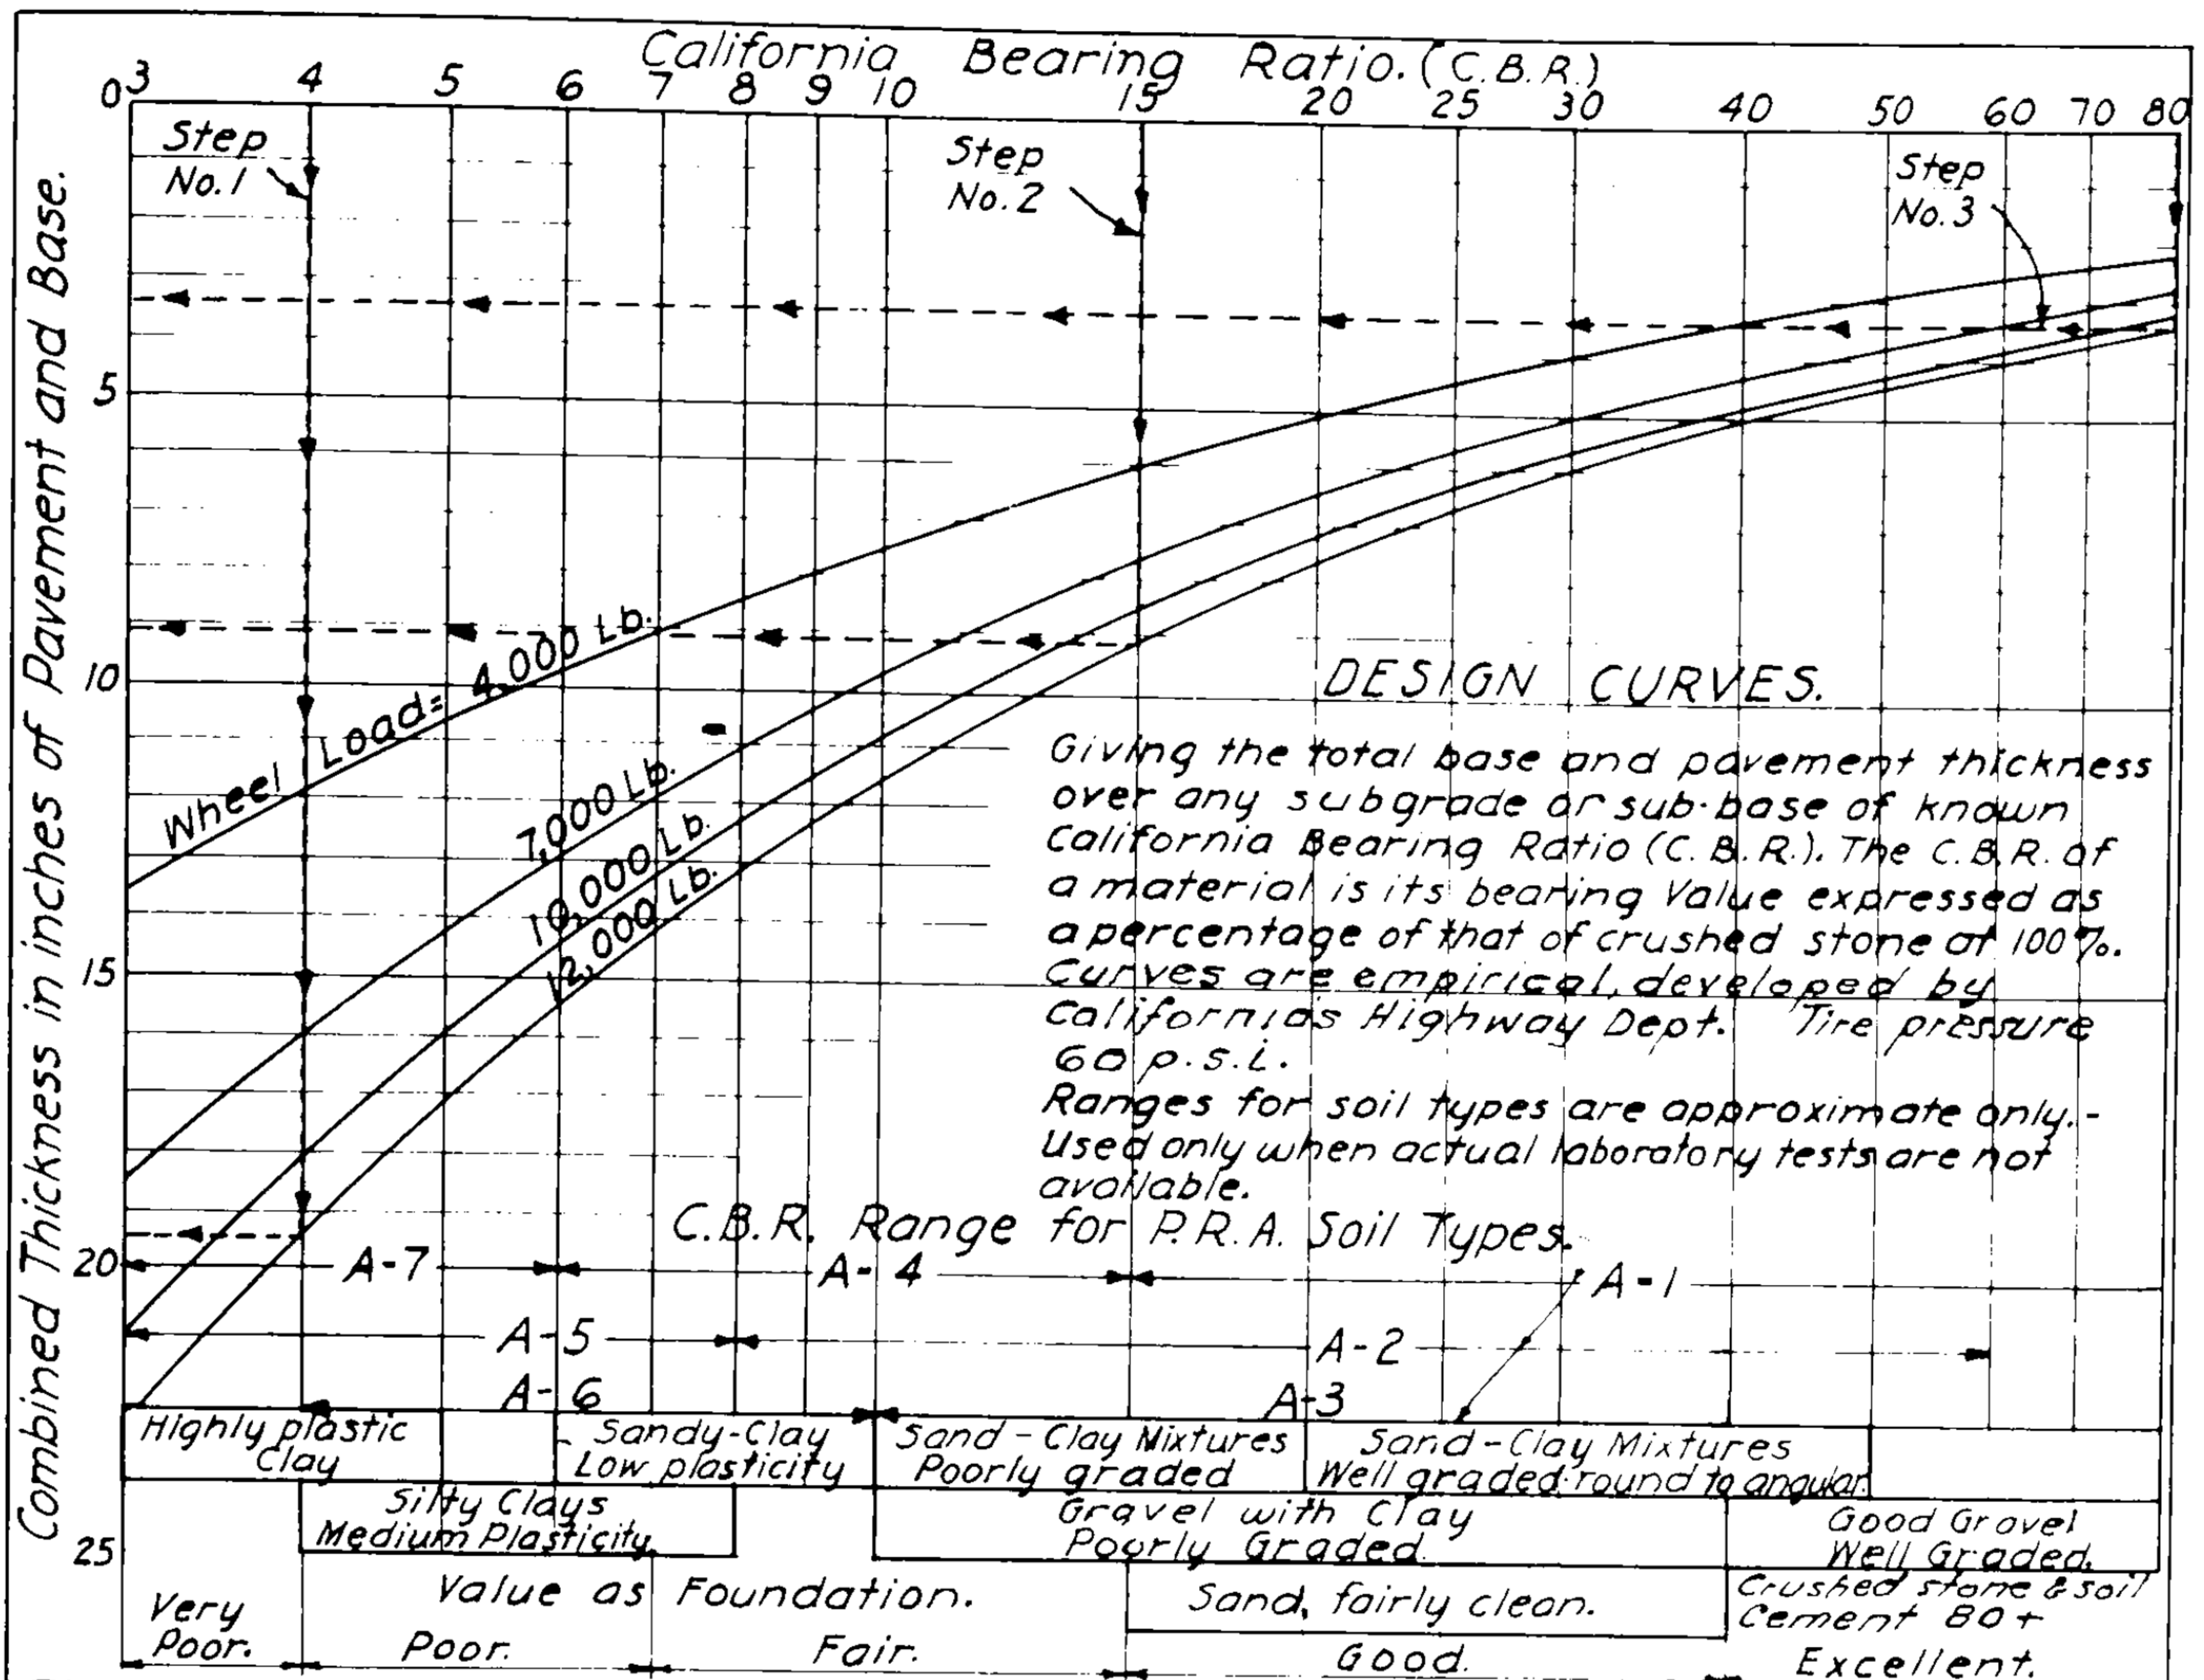 California Bearing Ratio. (C.B.R.)
3 4 5 6 7 8 9 10 15 20 25 30 40 50 60 70 80
0
5
10
15
20
25
Combined Thickness in inches of Pavement and Base.
Step
No. 1
Step
No. 2
Step
No. 3
Wheel Load = 4,000 Lb.
7,000 Lb.
10,000 Lb.
12,000 Lb.
DESIGN CURVES.
Giving the total base and pavement thickness
over any subgrade or sub-base of known
California Bearing Ratio (C.B.R.). The C.B.R. of
a material is its bearing Value expressed as
a percentage of that of crushed stone at 100%.
Curves are empirical, developed by
California's Highway Dept. Tire pressure
60 p.s.i.
Ranges for soil types are approximate only.-
Used only when actual laboratory tests are not
available.
C.B.R. Range for P.R.A. Soil Types.
A-7 A-4 A-1
A-5 A-2
A-6 A-3
Highly plastic
Clay
Sandy-Clay
Low plasticity
Sand-Clay Mixtures
Poorly graded
Sand-Clay Mixtures
Well graded-round to angular.
Silty Clays
Medium Plasticity.
Gravel with Clay
Poorly Graded.
Good Gravel
Well Graded.
Value as Foundation.
Sand, fairly clean.
Crushed stone & soil
Cement 80+
Very
Poor.
Poor.
Fair.
Good.
Excellent.